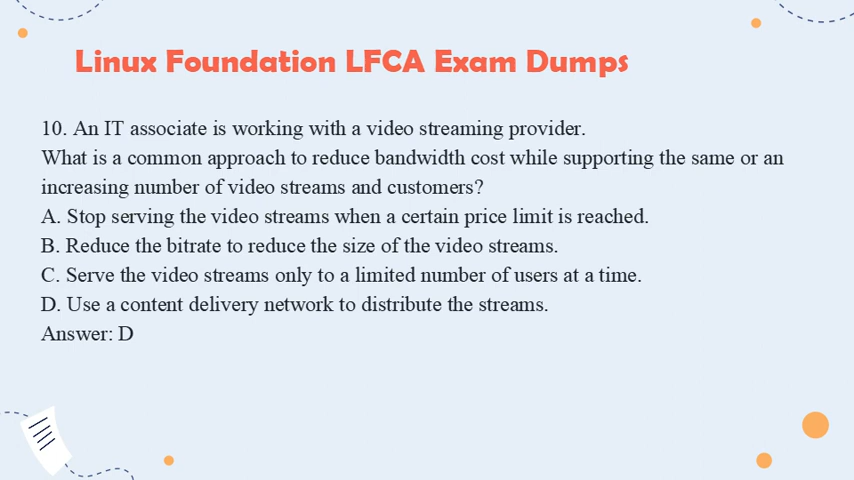 Linux Foundation LFCA Exam Dumps
10. An IT associate is working with a video streaming provider.
What is a common approach to reduce bandwidth cost while supporting the same or an
increasing number of video streams and customers?
A. Stop serving the video streams when a certain price limit is reached.
B. Reduce the bitrate to reduce the size of the video streams.
C. Serve the video streams only to a limited number of users at a time.
D. Use a content delivery network to distribute the streams.
Answer: D